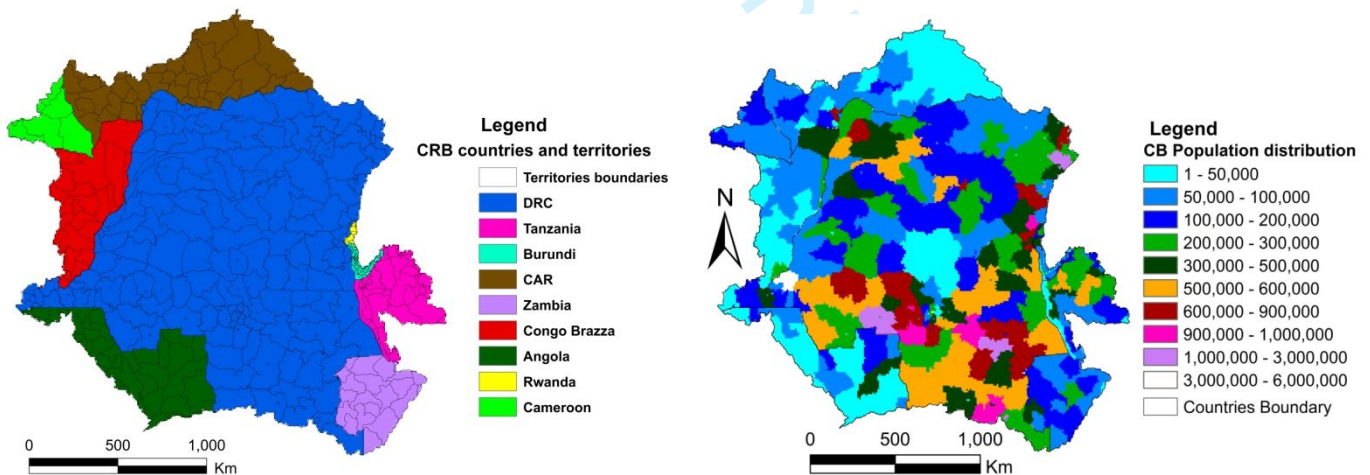 Legend
CRB countries and territories
Territories boundaries
DRC
Tanzania
Burundi
CAR
Zambia
Congo Brazza
Angola
Rwanda
Cameroon
0 500 1,000
Km
N
Legend
CB Population distribution
1 - 50,000
50,000 - 100,000
100,000 - 200,000
200,000 - 300,000
300,000 - 500,000
500,000 - 600,000
600,000 - 900,000
900,000 - 1,000,000
1,000,000 - 3,000,000
3,000,000 - 6,000,000
Countries Boundary
0 500 1,000
Km